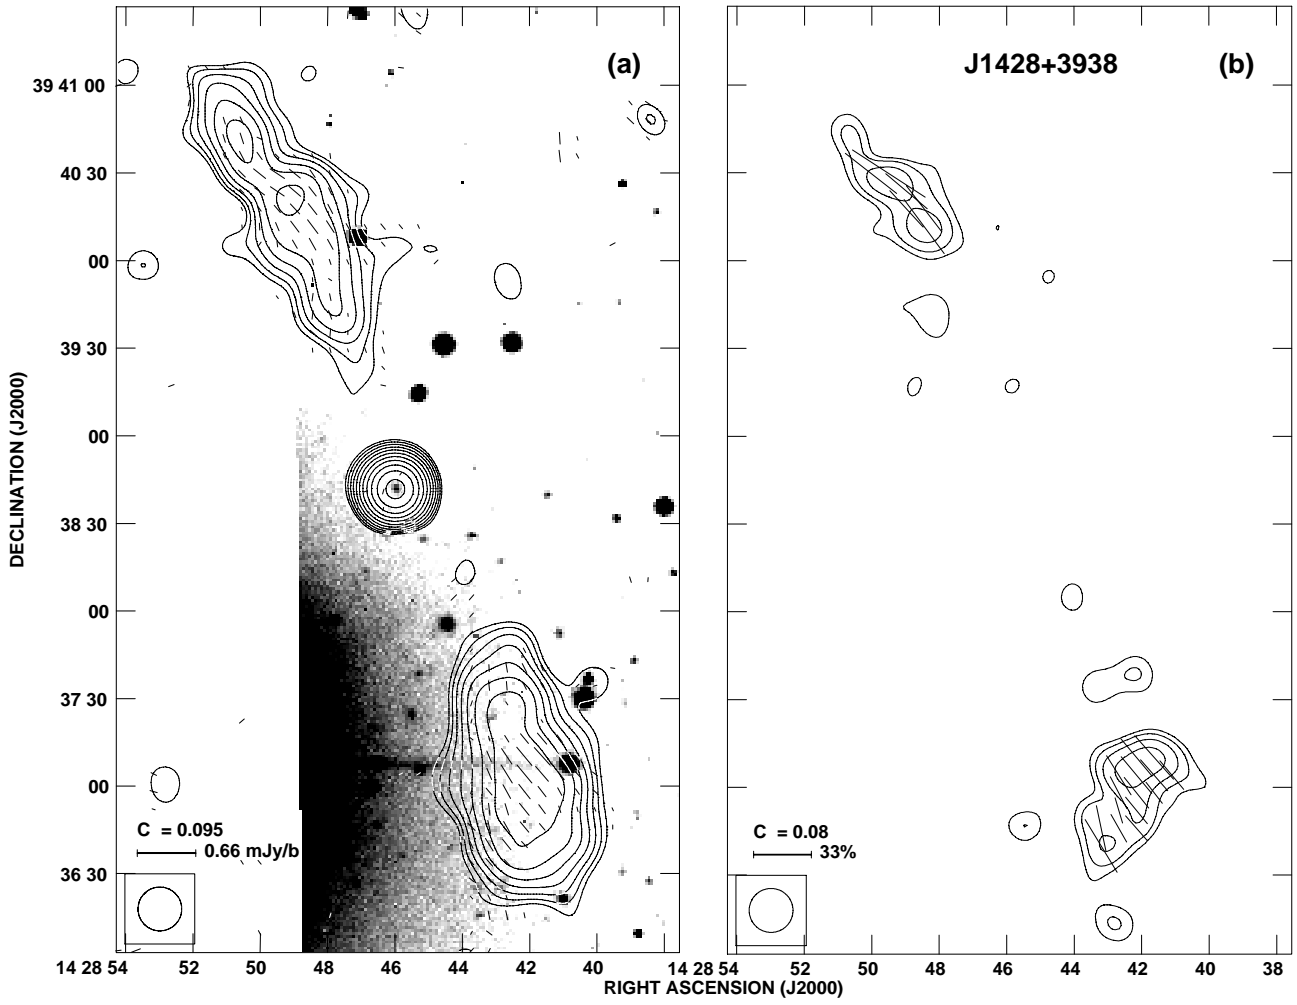 (a)
J1428+3938 (b)
39 41 00
40 30
00
39 30
00
38 30
00
37 30
00
36 30
DECLINATION (J2000)
C = 0.095
0.66 mJy/b
C = 0.08
33%
14 28 54 52 50 48 46 44 42 40
14 28 54 52 50 48 46 44 42 40 38
RIGHT ASCENSION (J2000)